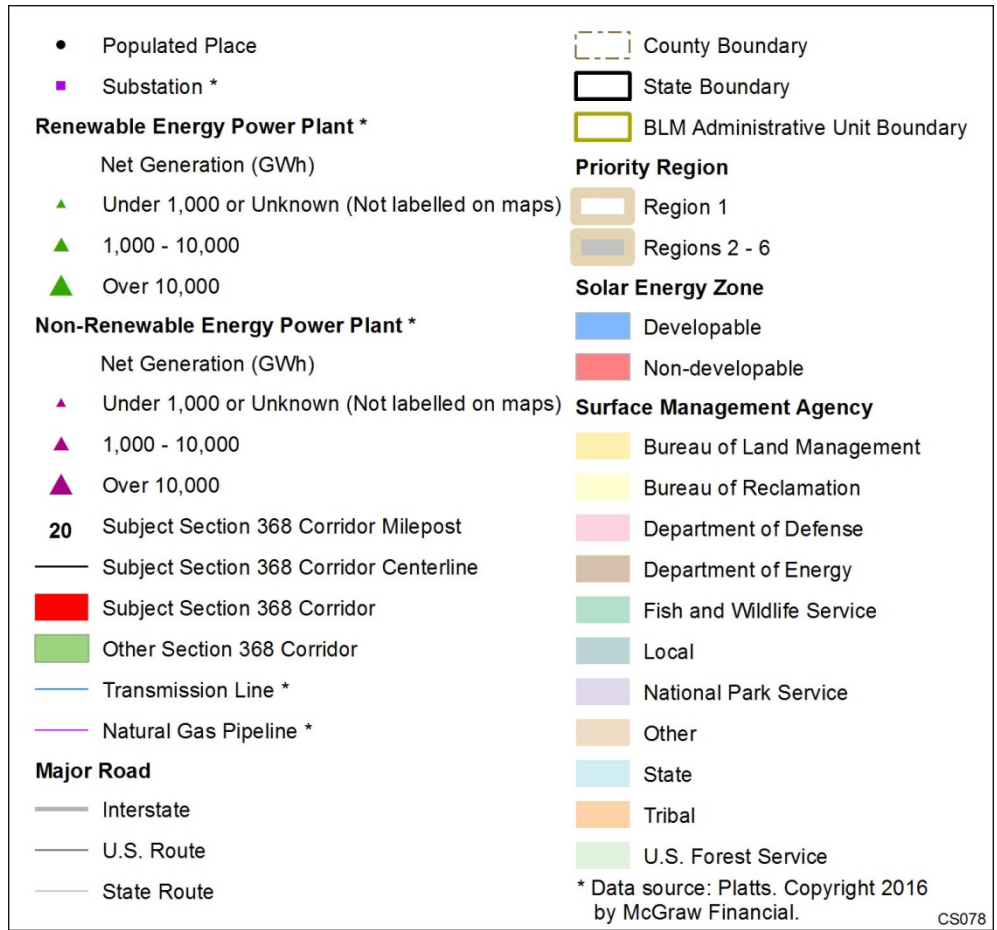 Populated Place
Substation *
Renewable Energy Power Plant *
Net Generation (GWh)
Under 1,000 or Unknown (Not labelled on maps)
1,000 - 10,000
Over 10,000
Non-Renewable Energy Power Plant *
Net Generation (GWh)
Under 1,000 or Unknown (Not labelled on maps)
1,000 - 10,000
Over 10,000
20 Subject Section 368 Corridor Milepost
Subject Section 368 Corridor Centerline
Subject Section 368 Corridor
Other Section 368 Corridor
Transmission Line *
Natural Gas Pipeline *
Major Road
Interstate
U.S. Route
State Route
County Boundary
State Boundary
BLM Administrative Unit Boundary
Priority Region
Region 1
Regions 2 - 6
Solar Energy Zone
Developable
Non-developable
Surface Management Agency
Bureau of Land Management
Bureau of Reclamation
Department of Defense
Department of Energy
Fish and Wildlife Service
Local
National Park Service
Other
State
Tribal
U.S. Forest Service
* Data source: Platts. Copyright 2016
by McGraw Financial.
CS078